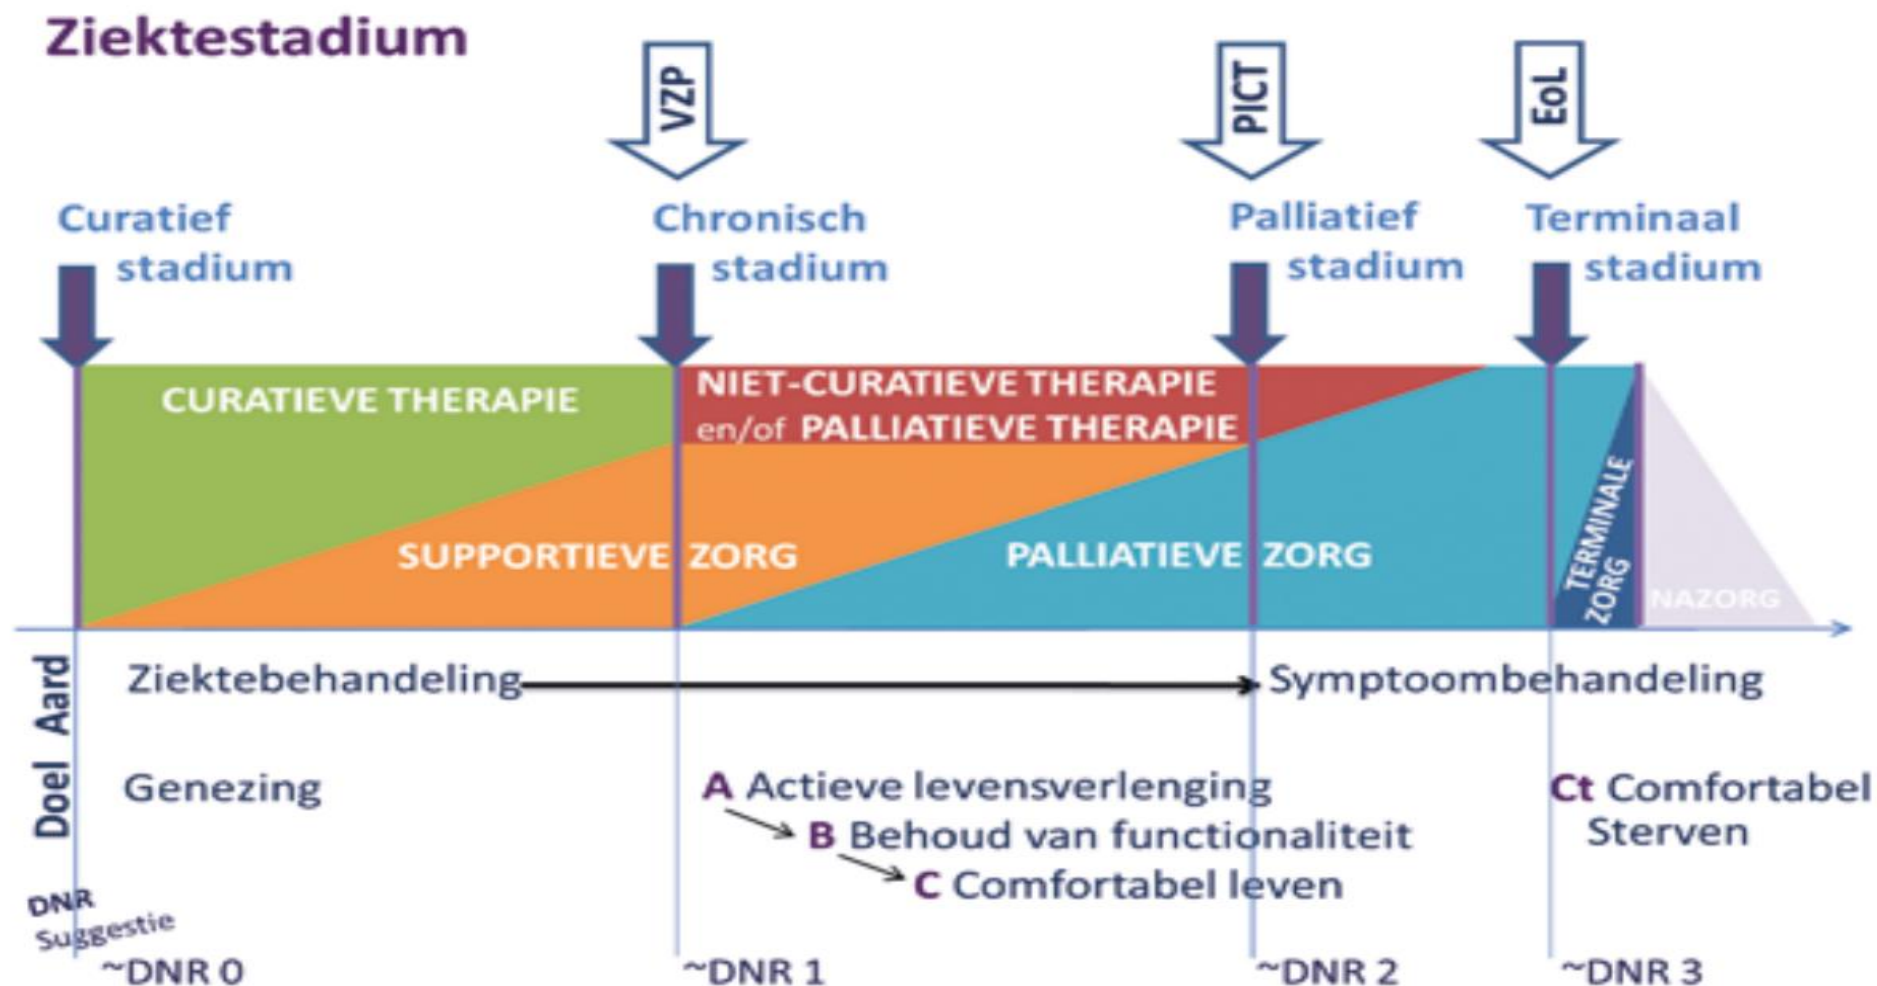 Ziektestadium
VZP
PICT
EoL
Curatief
stadium
Chronisch
stadium
Palliatief
stadium
Terminaal
stadium
CURATIEVE THERAPIE
NIET-CURATIEVE THERAPIE
en/of PALLIATIEVE THERAPIE
SUPPORTIEVE ZORG
PALLIATIEVE ZORG
TERMINALE
ZORG
NAZORG
Aard
Ziektebehandeling
Symptoombehandeling
Doel
Genezing
A Actieve levensverlenging
B Behoud van functionaliteit
C Comfortabel leven
Ct Comfortabel
Sterven
DNR
Suggestie
~DNR 0
~DNR 1
~DNR 2
~DNR 3